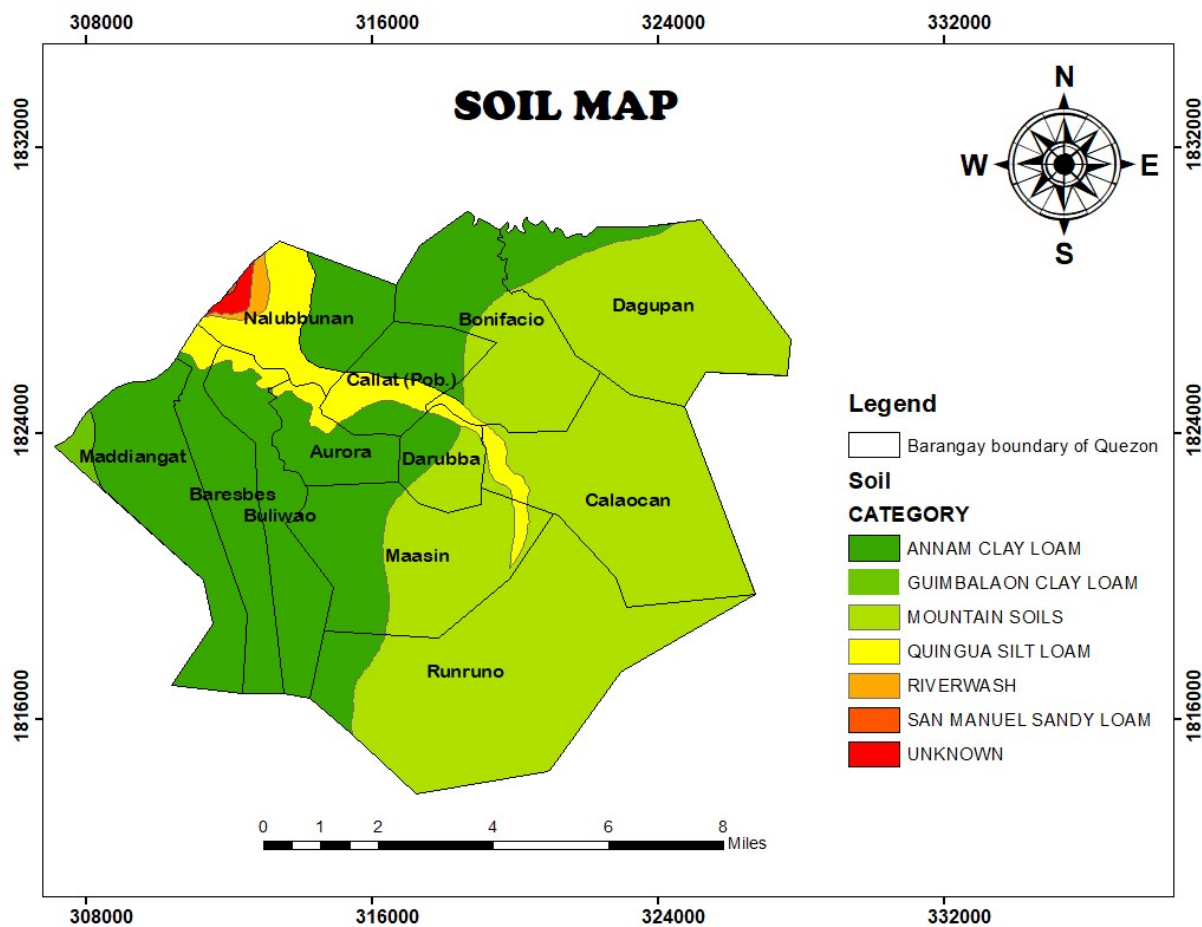 308000
316000
324000
332000
SOIL MAP
N
W
E
S
1832000
1832000
Dagupan
Nalubbunan
Bonifacio
Callat (Pob.)
Legend
Barangay boundary of Quezon
1824000
1824000
Maddiangat
Aurora
Darubba
Soil
Baresbes
Calaocan
Buliwao
CATEGORY
ANNAM CLAY LOAM
Maasin
GUIMBALAON CLAY LOAM
MOUNTAIN SOILS
QUINGUA SILT LOAM
Runruno
RIVERWASH
1816000
1816000
SAN MANUEL SANDY LOAM
UNKNOWN
0 1 2 4 6 8
Miles
308000
316000
324000
332000